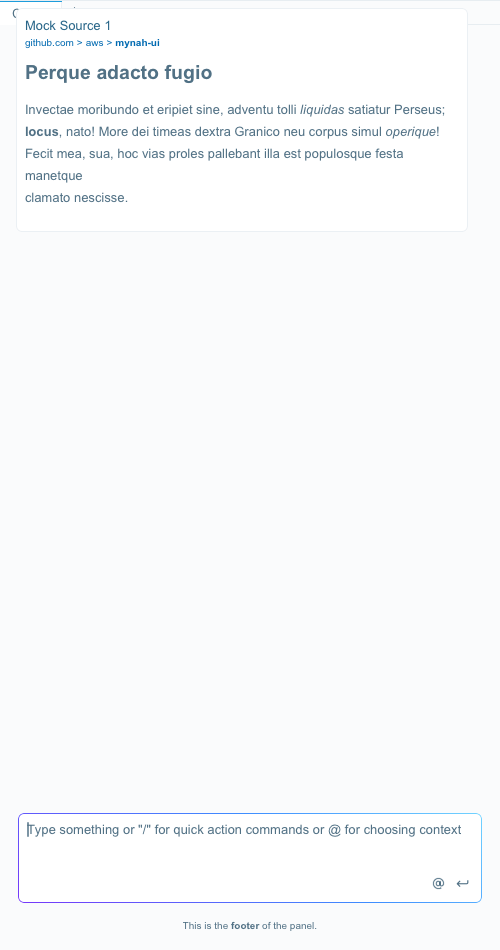 Mock Source 1
github.com > aws > mynah-ui
Perque adacto fugio
Invectae moribundo et eripiet sine, adventu tolli liquidas satiatur Perseus;
locus, nato! More dei timeas dextra Granico neu corpus simul operique!
Fecit mea, sua, hoc vias proles pallebant illa est populosque festa
manetque
clamato nescisse.
Type something or "/" for quick action commands or @ for choosing context
@
This is the footer of the panel.